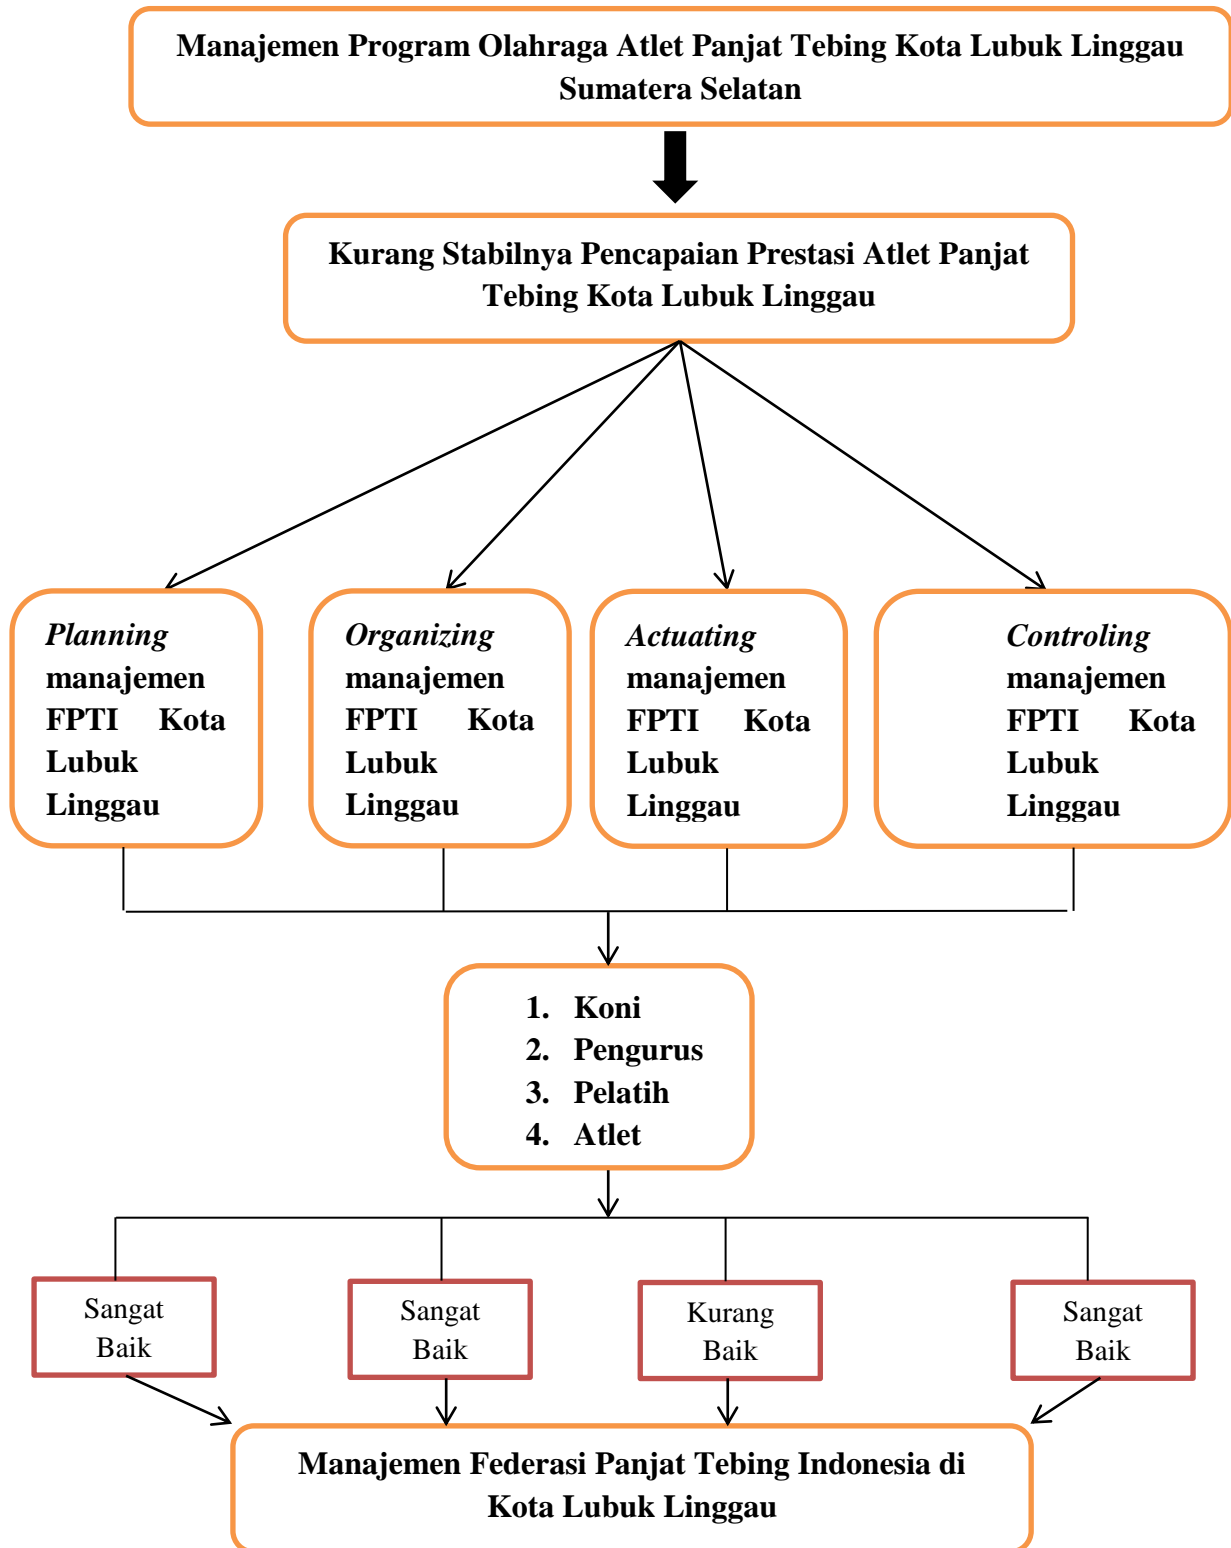 Manajemen Program Olahraga Atlet Panjat Tebing Kota Lubuk Linggau
Sumatera Selatan
Kurang Stabilnya Pencapaian Prestasi Atlet Panjat
Tebing Kota Lubuk Linggau
Planning
manajemen
FPTI Kota
Lubuk
Linggau
Organizing
manajemen
FPTI Kota
Lubuk
Linggau
Actuating
manajemen
FPTI Kota
Lubuk
Linggau
Controling
manajemen
FPTI Kota
Lubuk
Linggau
1. Koni
2. Pengurus
3. Pelatih
4. Atlet
Sangat
Baik
Sangat
Baik
Kurang
Baik
Sangat
Baik
Manajemen Federasi Panjat Tebing Indonesia di
Kota Lubuk Linggau